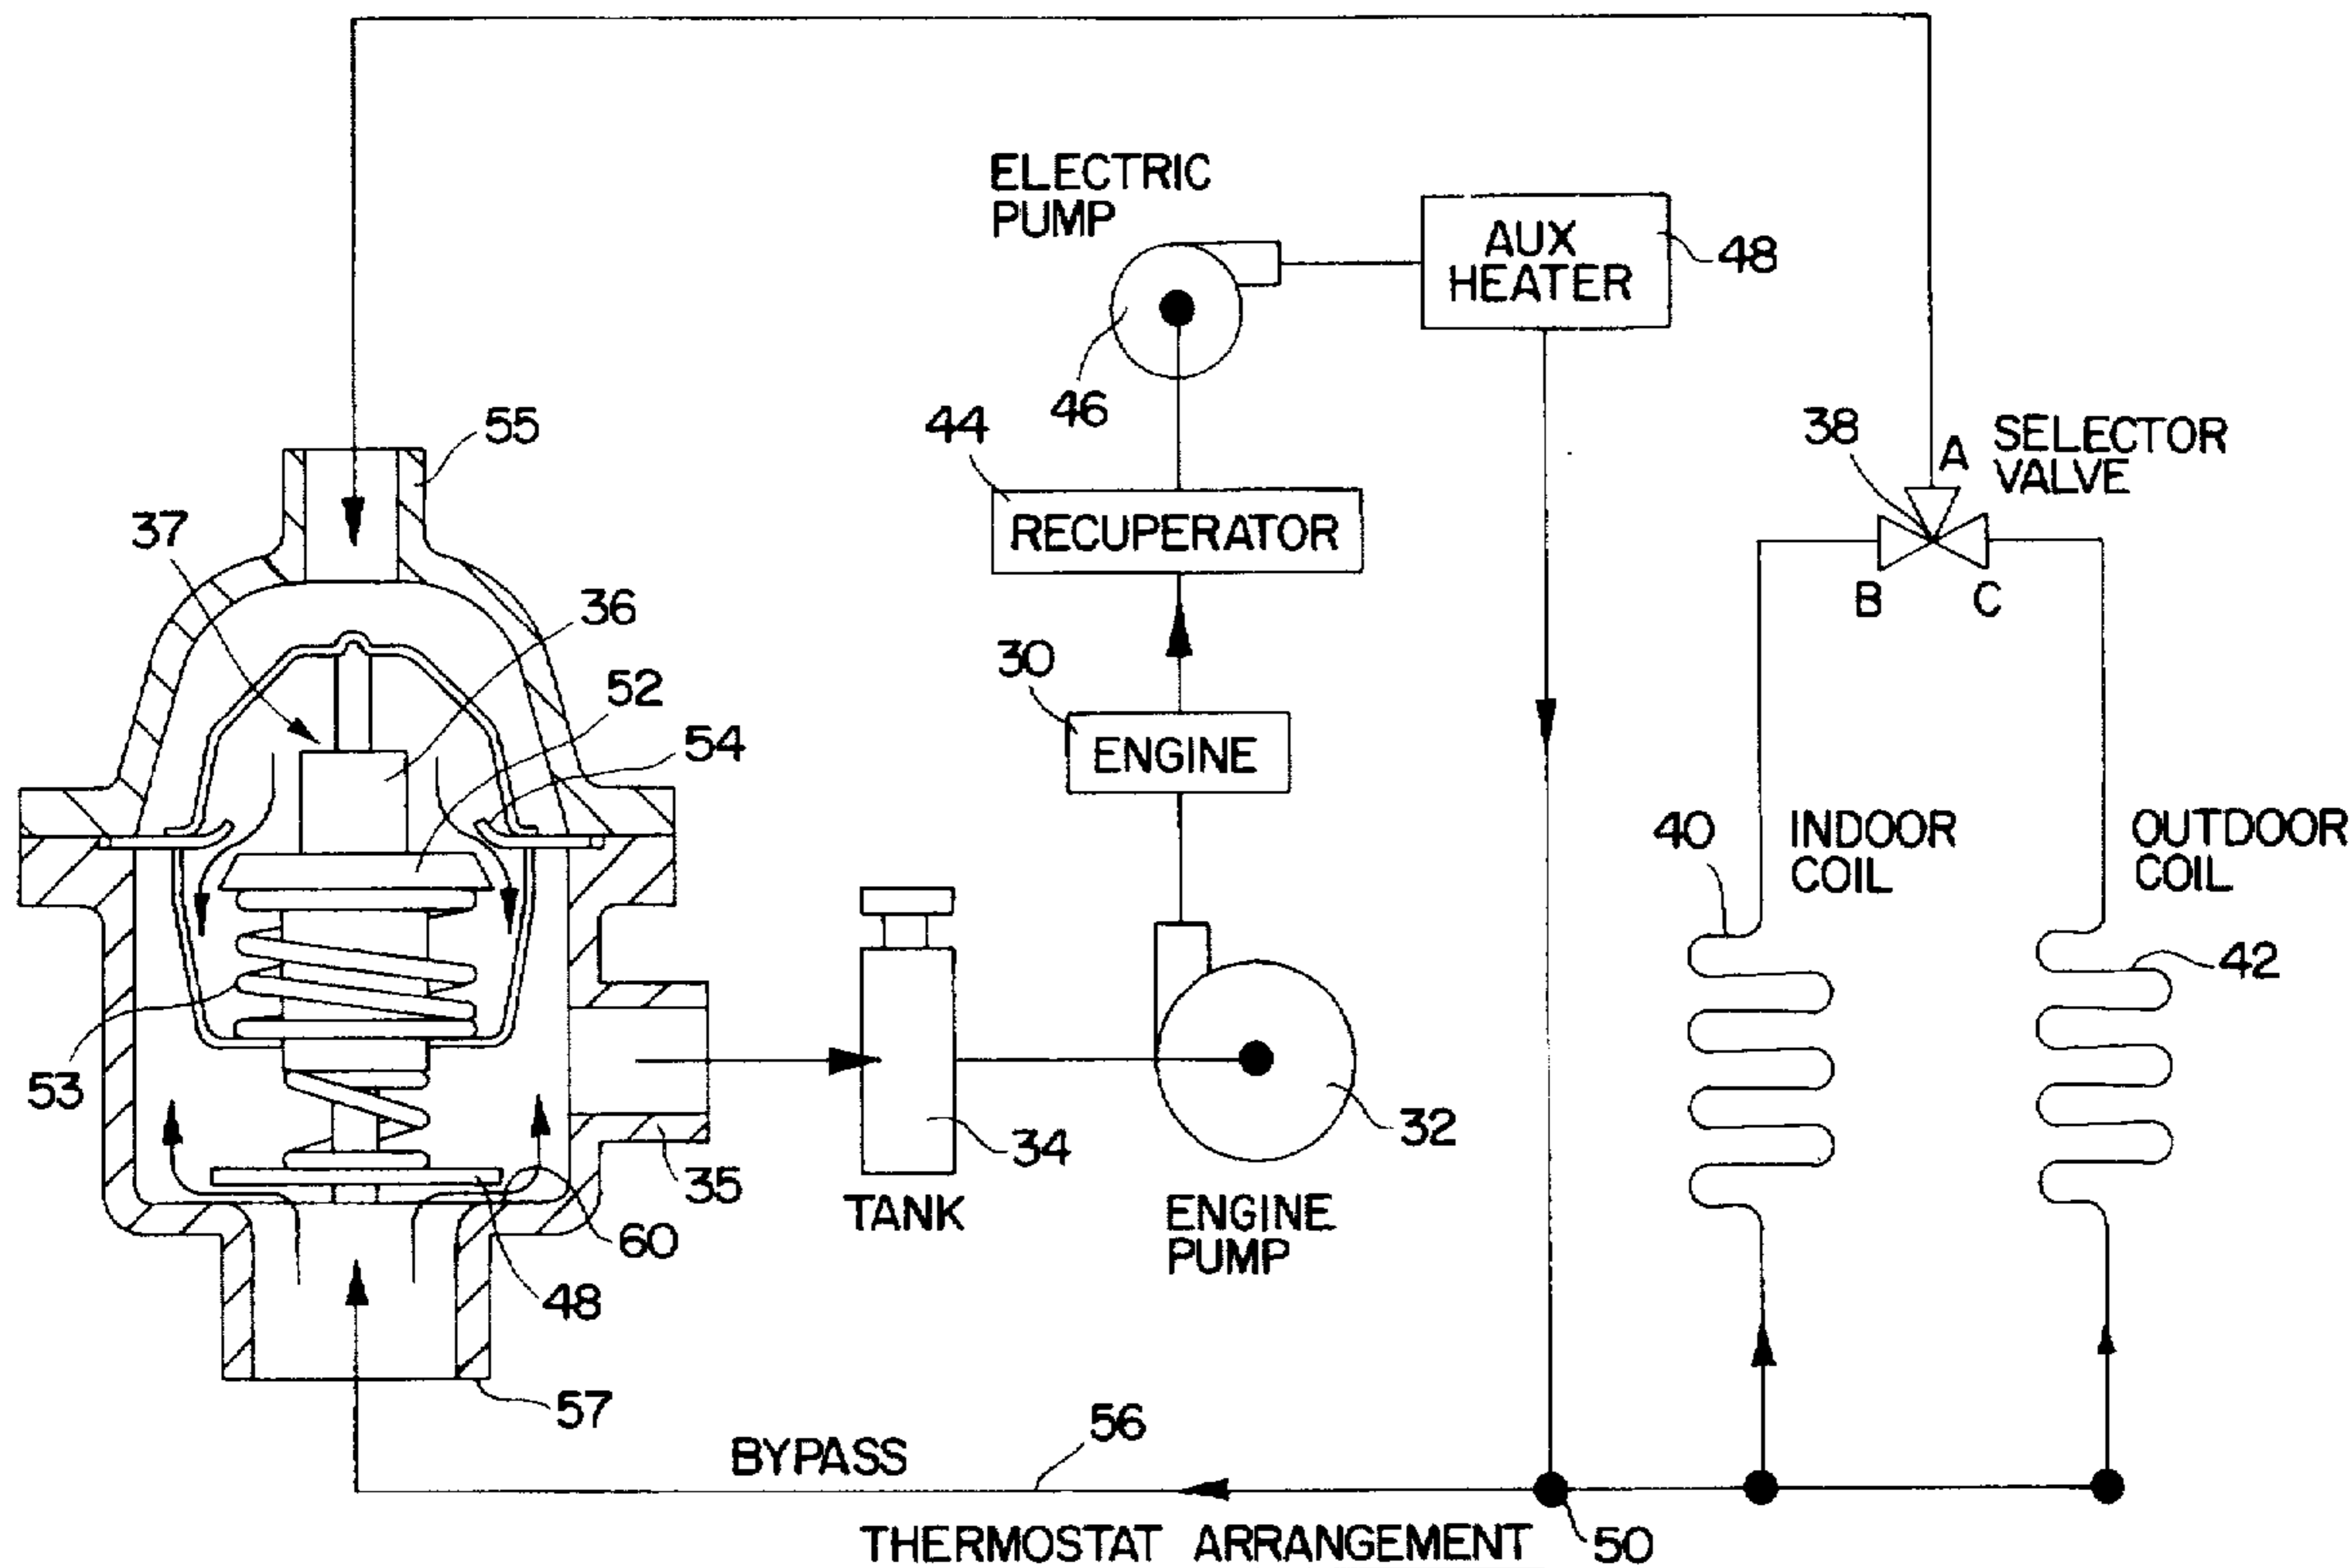 ELECTRIC
PUMP
AUX
HEATER
48
46
55
44
38
A
SELECTOR
VALVE
37
RECUPERATOR
B
C
36
30
52
54
ENGINE
40
INDOOR
COIL
OUTDOOR
COIL
42
53
34
32
35
TANK
ENGINE
PUMP
60
48
57
56
BYPASS
THERMOSTAT ARRANGEMENT
50